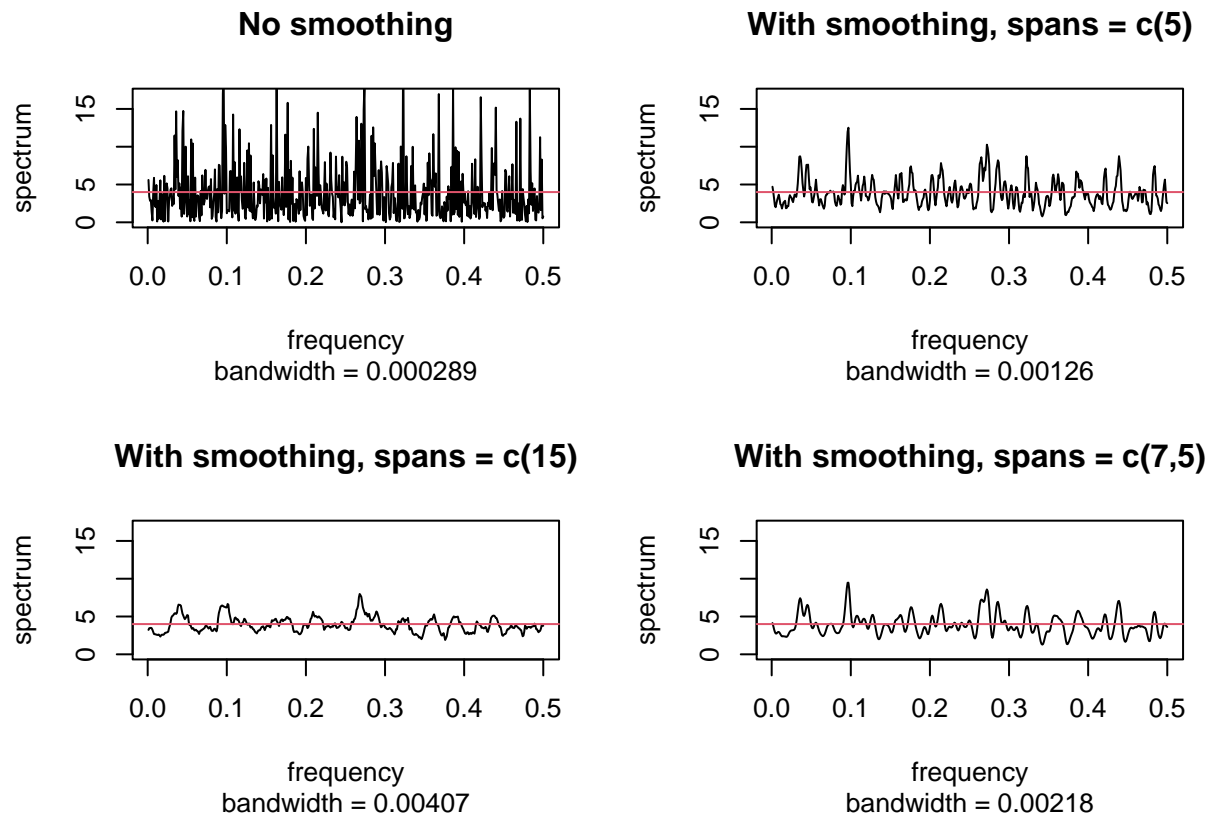 No smoothing
spectrum
15
5
0
0.0 0.1 0.2 0.3 0.4 0.5
frequency
bandwidth = 0.000289
With smoothing, spans = c(5)
spectrum
15
5
0
0.0 0.1 0.2 0.3 0.4 0.5
frequency
bandwidth = 0.00126
With smoothing, spans = c(15)
spectrum
15
5
0
0.0 0.1 0.2 0.3 0.4 0.5
frequency
bandwidth = 0.00407
With smoothing, spans = c(7,5)
spectrum
15
5
0
0.0 0.1 0.2 0.3 0.4 0.5
frequency
bandwidth = 0.00218